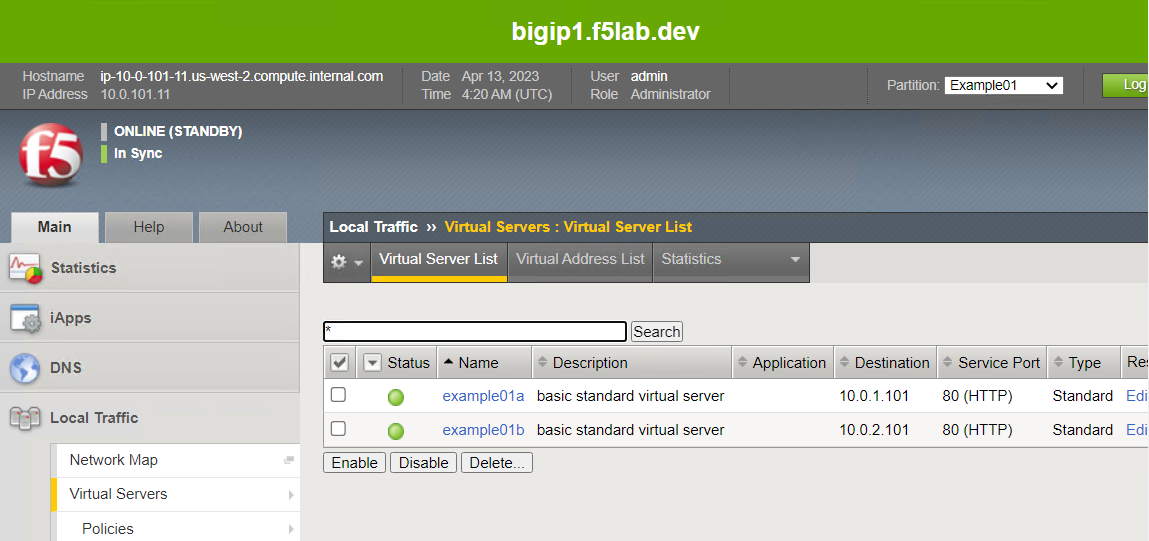 bigip1.f5lab.dev
Hostname ip-10-0-101-11.us-west-2.compute.internal.com Date Apr 13, 2023 User admin
IP Address 10.0.101.11 Time 4:20 AM (UTC) Role Administrator
Partition: Example01 Log
f5
ONLINE (STANDBY)
In Sync
Main Help About
Local Traffic ›› Virtual Servers : Virtual Server List
Virtual Server List Virtual Address List Statistics
Statistics
iApps
DNS
Local Traffic
Network Map
Virtual Servers
Policies
* Search
Status Name Description Application Destination Service Port Type Res
example01a basic standard virtual server 10.0.1.101 80 (HTTP) Standard Edi
example01b basic standard virtual server 10.0.2.101 80 (HTTP) Standard Edi
Enable Disable Delete...